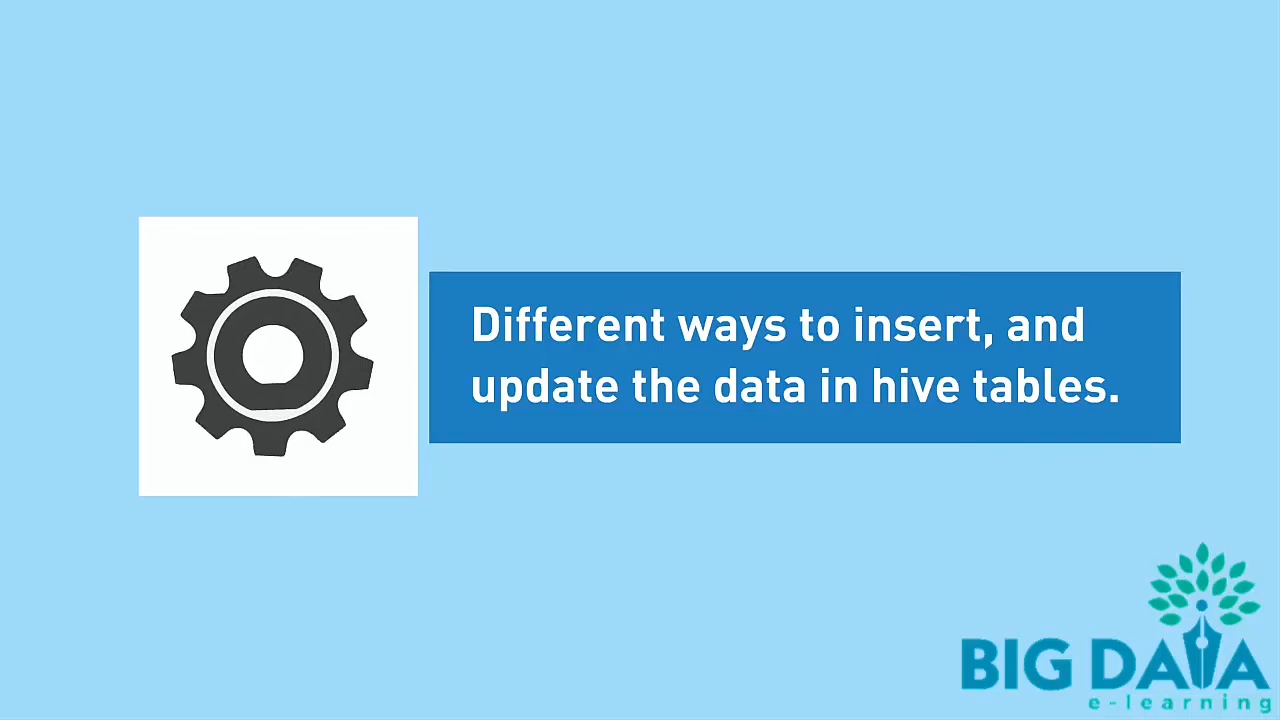 Different ways to insert, and
update the data in hive tables.
BIG DATA
e-learning